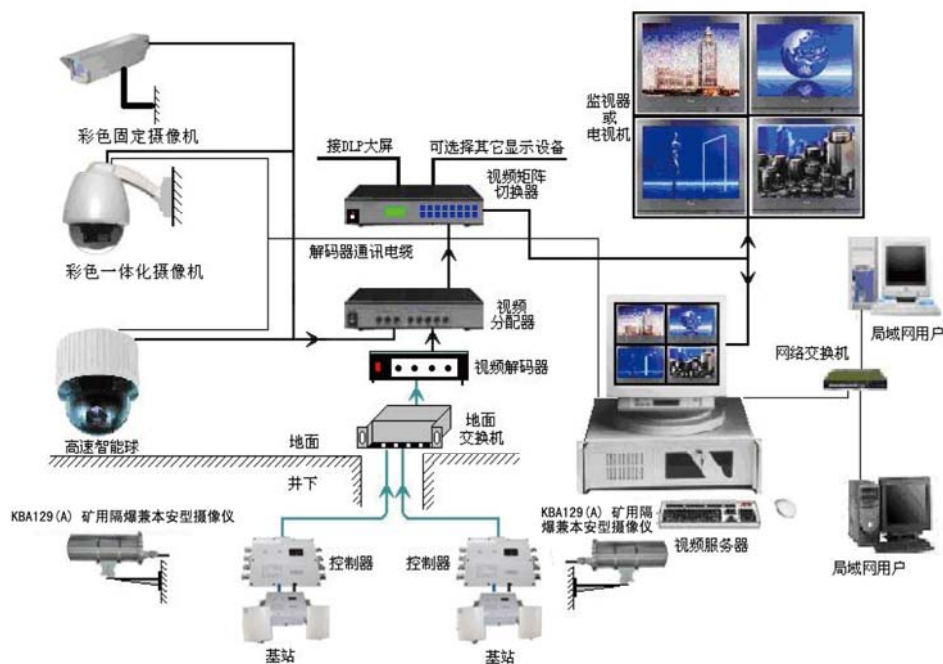 彩色固定摄像机
彩色一体化摄像机
高速智能球
接DLP大屏
可选择其它显示设备
视频矩阵
切换器
解码器通讯电缆
视频
分配器
视频解码器
地面
交换机
地面
井下
监视器
或
电视机
网络交换机
局域网用户
局域网用户
视频服务器
KBA129(A) 矿用隔爆兼本安型摄像仪
KBA129(A) 矿用隔
爆兼本安型摄像仪
控制器
控制器
基站
基站